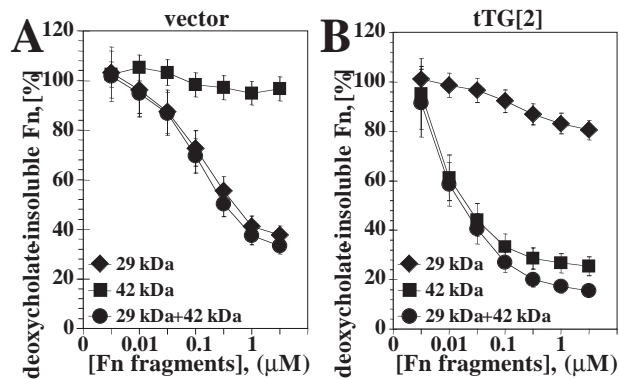 A
vector
deoxycholate-insoluble Fn, [%]
120
100
80
60
40
20
0
29 kDa
42 kDa
29 kDa+42 kDa
0 0.01 0.1 1
[Fn fragments], (µM)
B
tTG[2]
deoxycholate-insoluble Fn, [%]
120
100
80
60
40
20
0
29 kDa
42 kDa
29 kDa+42 kDa
0 0.01 0.1 1
[Fn fragments], (µM)